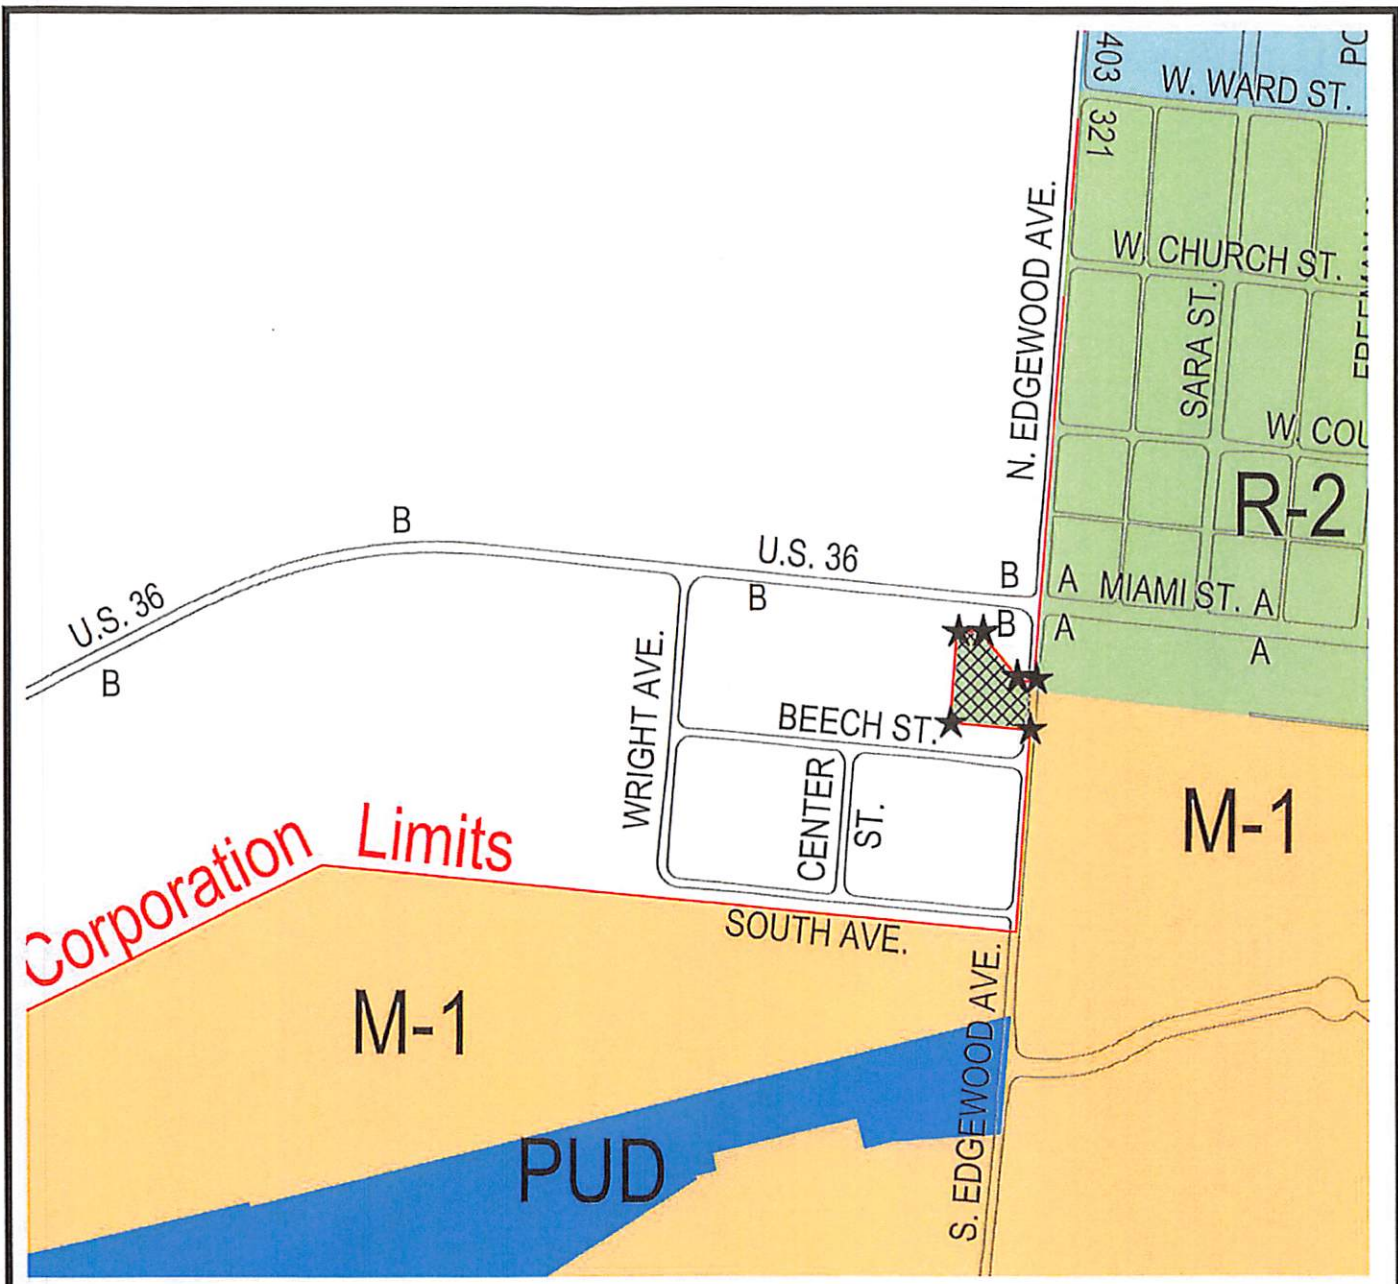 403
PO
W. WARD ST.
321
N. EDGEWOOD AVE.
W. CHURCH ST.
SARA ST.
W. COU
R-2
B
U.S. 36
B
A
MIAMI ST.
A
U.S. 36
B
B
B
A
A
WRIGHT AVE.
BEECH ST.
CENTER
ST.
M-1
Corporation Limits
SOUTH AVE.
M-1
S. EDGEWOOD AVE.
PUD